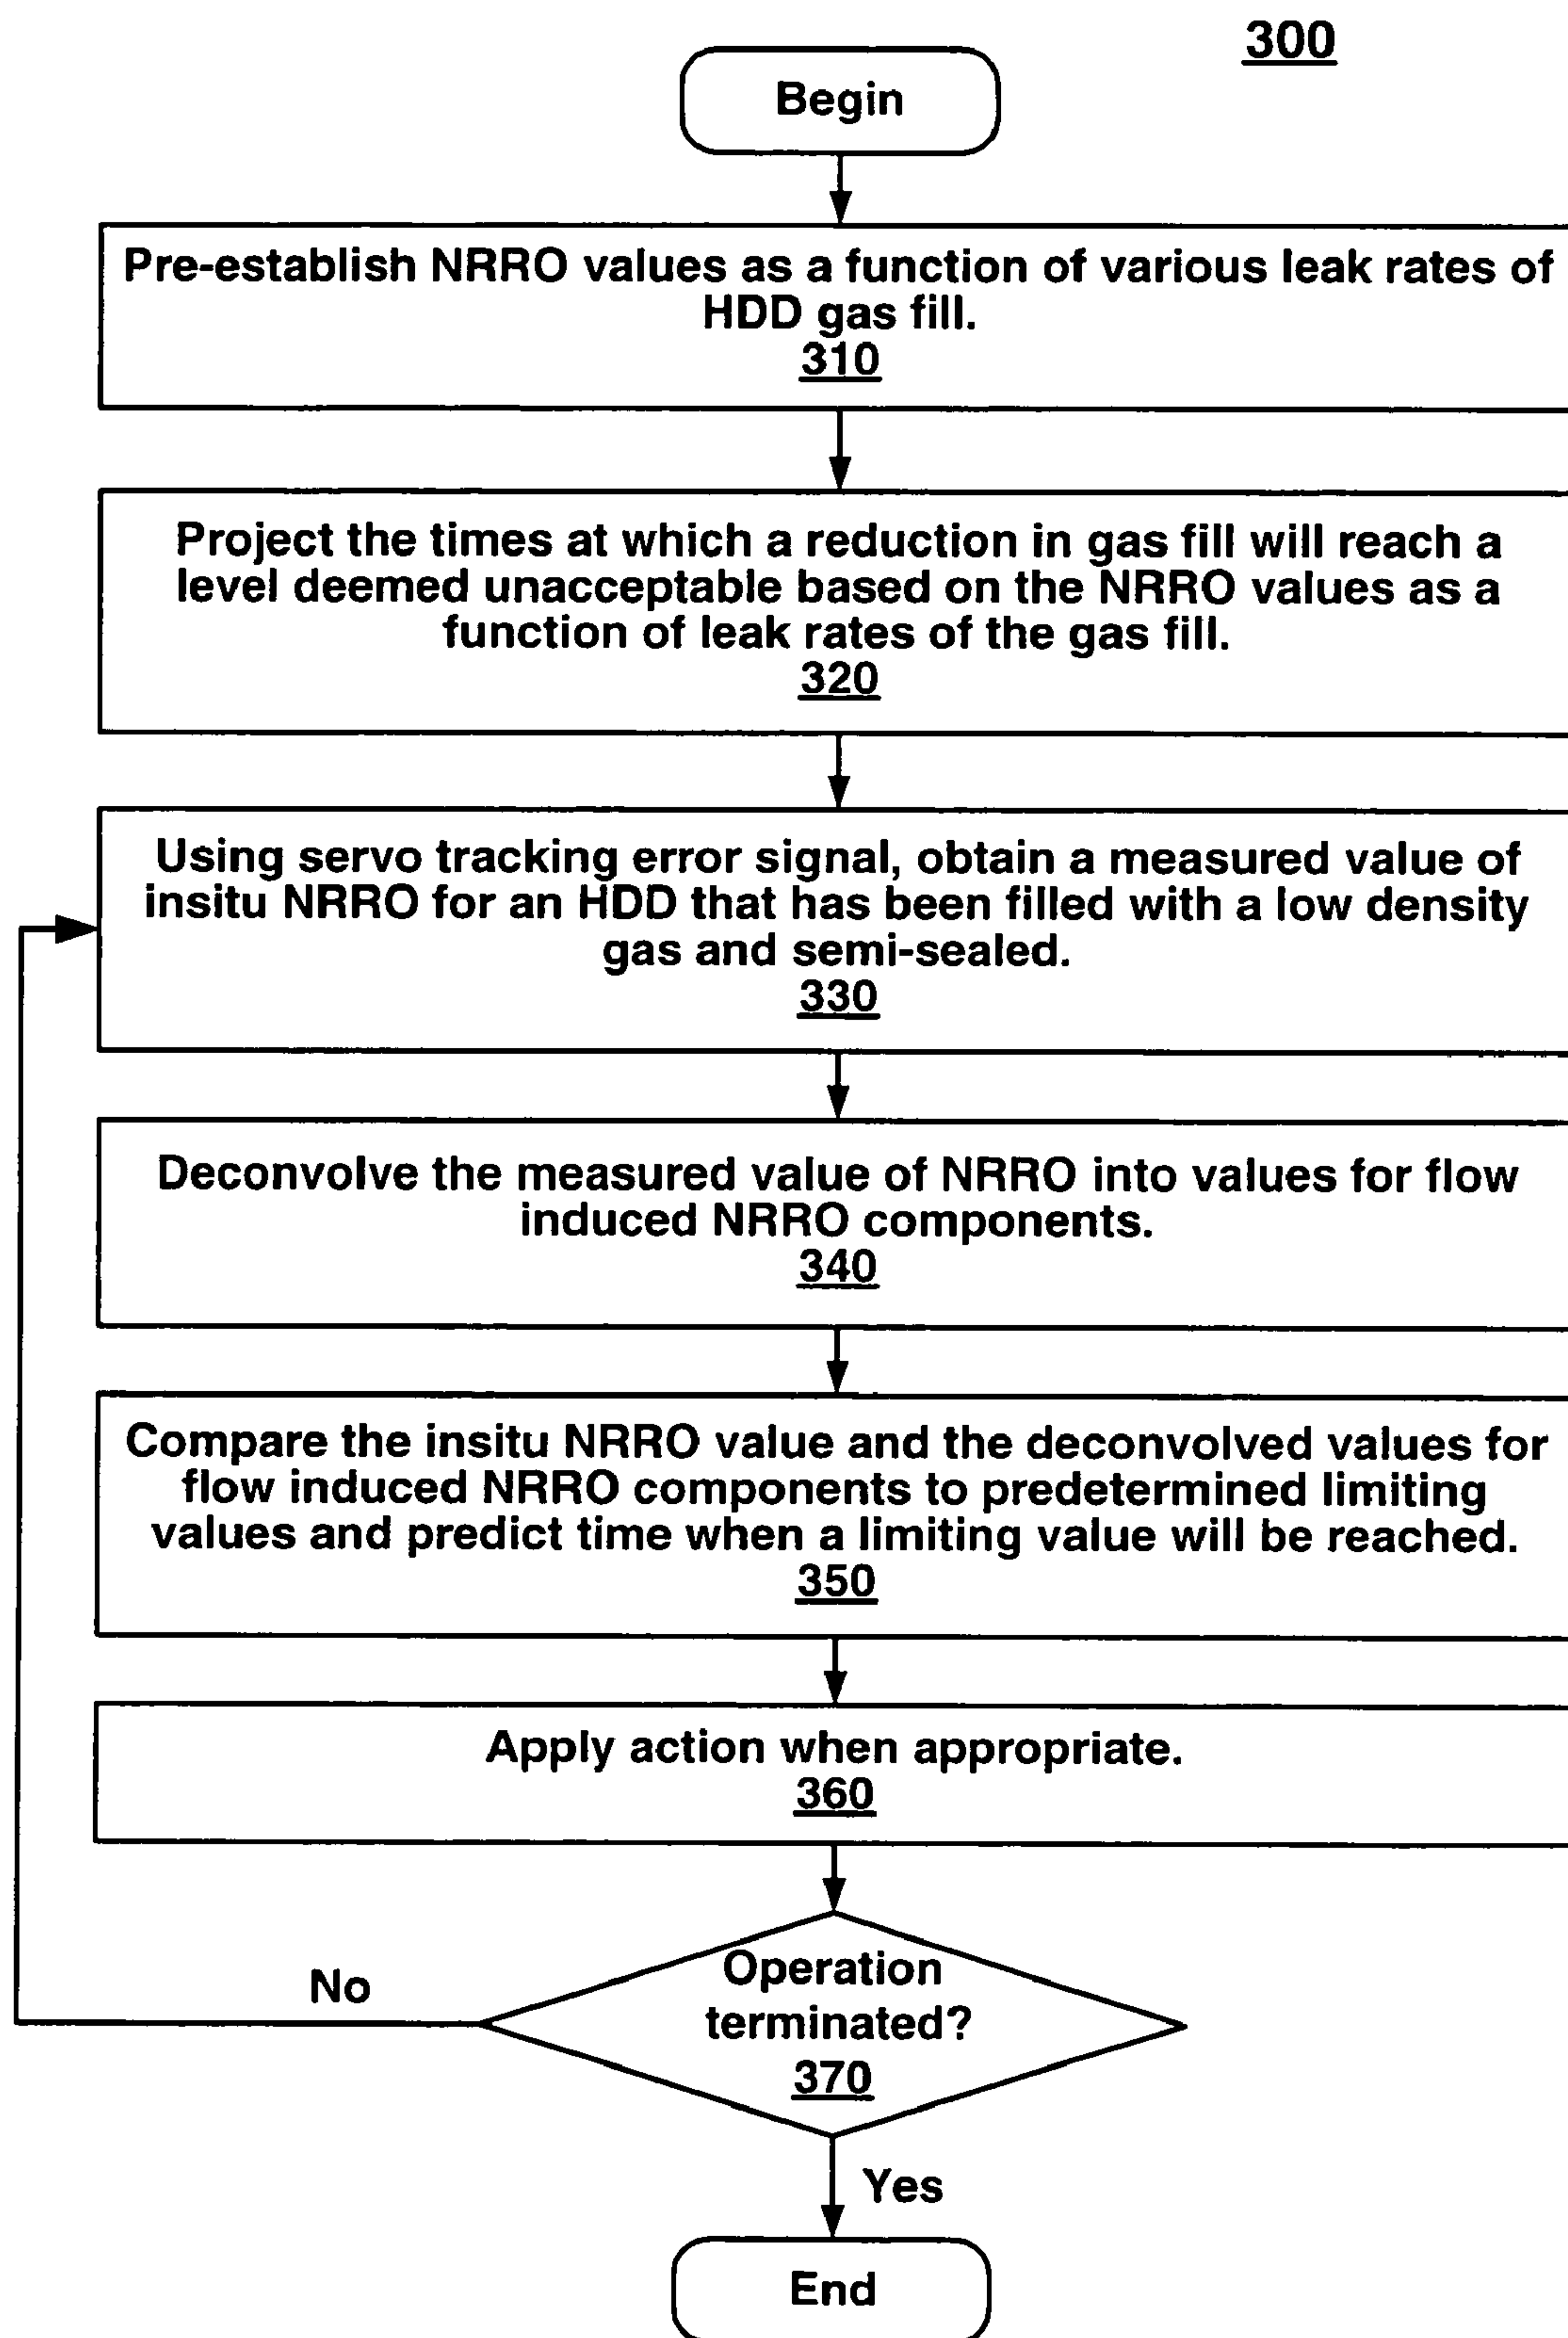 300
Begin
Pre-establish NRRO values as a function of various leak rates of
HDD gas fill.
310
Project the times at which a reduction in gas fill will reach a
level deemed unacceptable based on the NRRO values as a
function of leak rates of the gas fill.
320
Using servo tracking error signal, obtain a measured value of
insitu NRRO for an HDD that has been filled with a low density
gas and semi-sealed.
330
Deconvolve the measured value of NRRO into values for flow
induced NRRO components.
340
Compare the insitu NRRO value and the deconvolved values for
flow induced NRRO components to predetermined limiting
values and predict time when a limiting value will be reached.
350
Apply action when appropriate.
360
Operation
terminated?
370
No
Yes
End